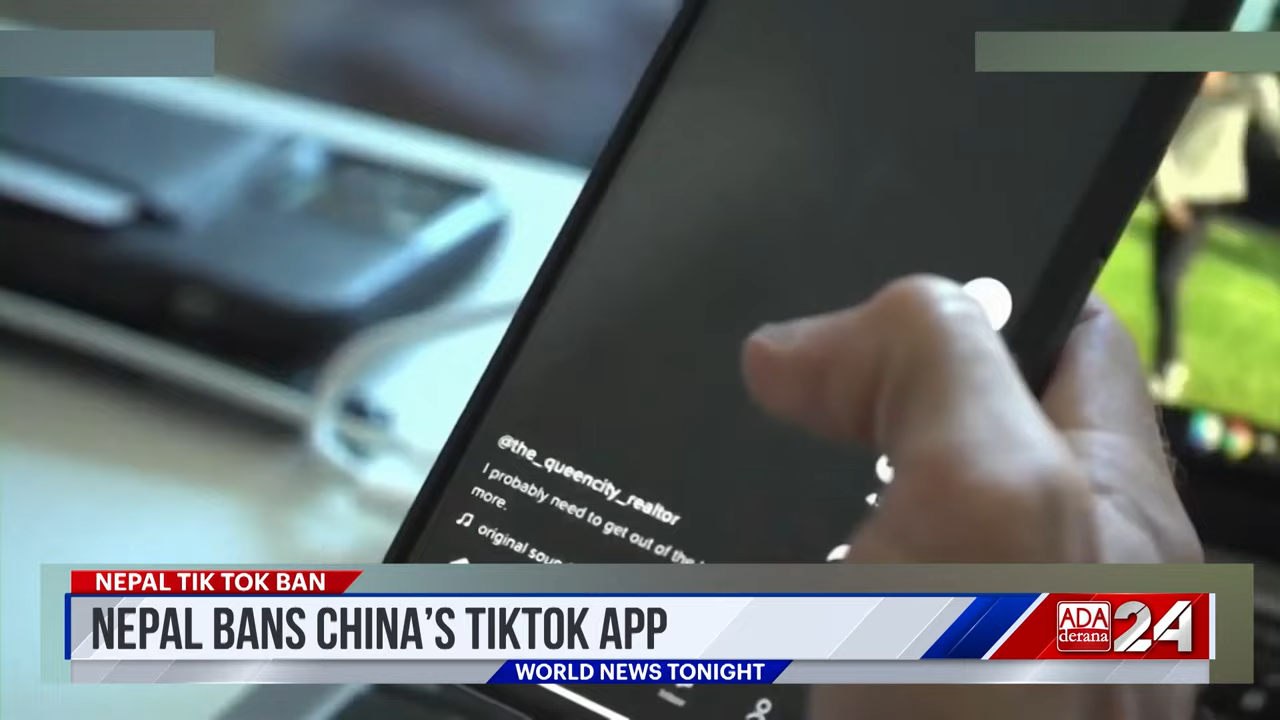 @the_queencity_realtor
I probably need to get out of the
more.
original
NEPAL TIK TOK BAN
NEPAL BANS CHINA'S TIKTOK APP
ADA
derana
24
WORLD NEWS TONIGHT